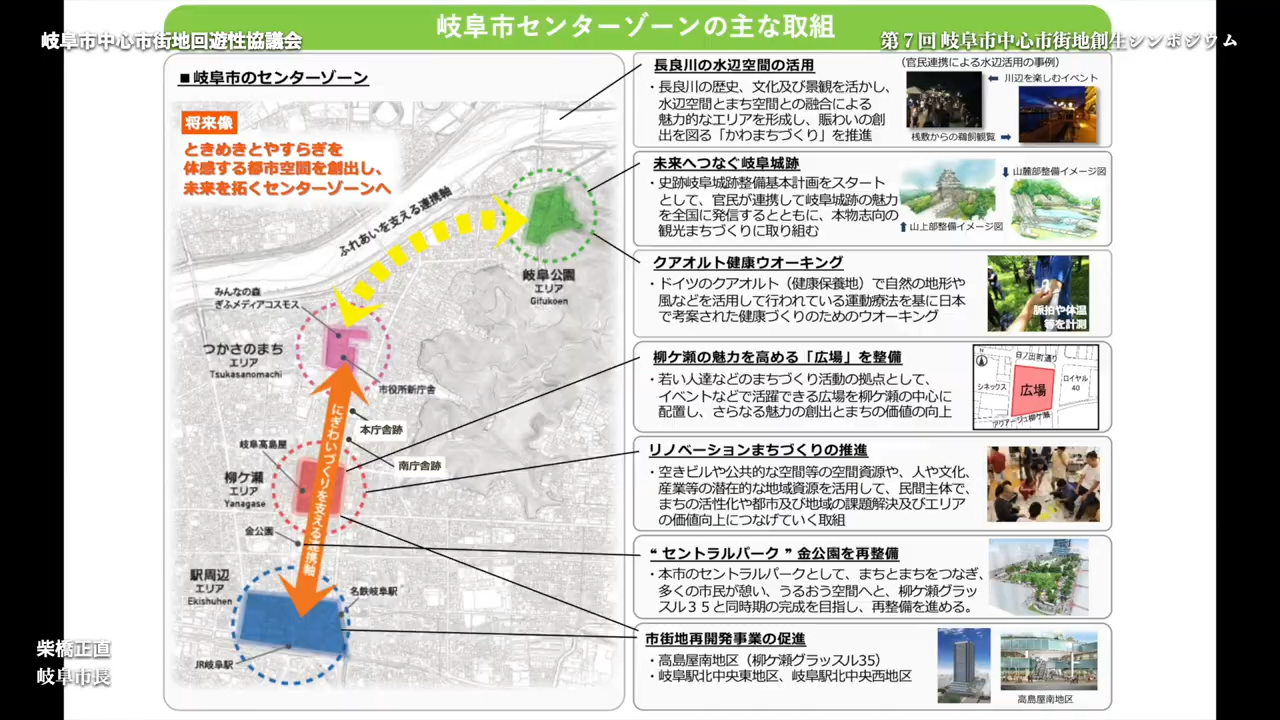 岐阜市センターゾーンの主な取組
岐阜市中心市街地回遊性協議会
第７回 岐阜市中心市街地創生シンポジウム
■岐阜市のセンターゾーン
将来像
ときめきとやすらぎを
体感する都市空間を創出し、
未来を拓くセンターゾーンへ
ふれあいを支える連携軸
岐阜公園
エリア
Gifukoen
みんなの森
ぎふメディアコスモス
つかさのまち
エリア
Tsukasanomachi
市役所新庁舎
にぎわいづくりを支える連携軸
本庁舎跡
岐阜高島屋
南庁舎跡
柳ケ瀬
エリア
Yanagase
金公園
駅周辺
エリア
Ekishuhen
名鉄岐阜駅
JR岐阜駅
長良川の水辺空間の活用
・長良川の歴史、文化及び景観を活かし、
水辺空間とまち空間との融合による
魅力的なエリアを形成し、賑わいの創
出を図る「かわまちづくり」を推進
（官民連携による水辺活用の事例）
⬅ 川辺を楽しむイベント
桟敷からの鵜飼観覧 ➡
未来へつなぐ岐阜城跡
・史跡岐阜城跡整備基本計画をスタート
として、官民が連携して岐阜城跡の魅力
を全国に発信するとともに、本物志向の
観光まちづくりに取り組む
⬇ 山麓部整備イメージ図
⬆ 山上部整備イメージ図
クアオルト健康ウオーキング
・ドイツのクアオルト（健康保養地）で自然の地形や
風などを活用して行われている運動療法を基に日本
で考案された健康づくりのためのウオーキング
脈拍や体温
等を計測
柳ケ瀬の魅力を高める「広場」を整備
・若い人達などのまちづくり活動の拠点として、
イベントなどで活躍できる広場を柳ケ瀬の中心に
配置し、さらなる魅力の創出とまちの価値の向上
N
日ノ出町通り
シネックス
広場
ロイヤル
40
アクアージュ柳ケ瀬
リノベーションまちづくりの推進
・空きビルや公共的な空間等の空間資源や、人や文化、
産業等の潜在的な地域資源を活用して、民間主体で、
まちの活性化や都市及び地域の課題解決及びエリア
の価値向上につなげていく取組
“ セントラルパーク ” 金公園を再整備
・本市のセントラルパークとして、まちとまちをつなぎ、
多くの市民が憩い、うるおう空間へと、柳ケ瀬グラッ
スル３５と同時期の完成を目指し、再整備を進める。
市街地再開発事業の促進
・高島屋南地区（柳ケ瀬グラッスル35）
・岐阜駅北中央東地区、岐阜駅北中央西地区
高島屋南地区
柴橋正直
岐阜市長